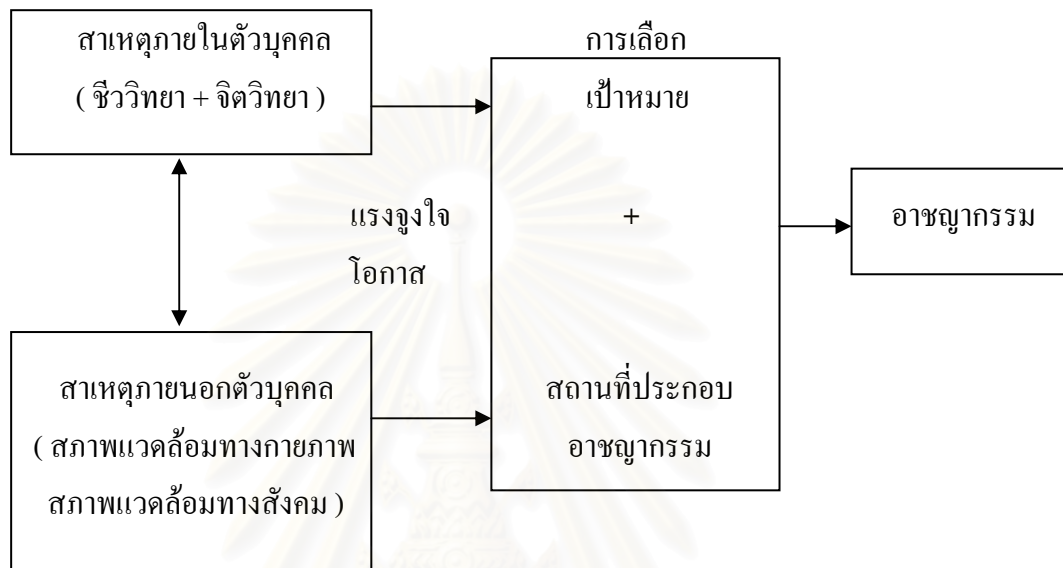 สาเหตุภายในตัวบุคคล
( ชีววิทยา + จิตวิทยา )
แรงจูงใจ
โอกาส
สาเหตุภายนอกตัวบุคคล
( สภาพแวดล้อมทางกายภาพ
สภาพแวดล้อมทางสังคม )
การเลือก
เป้าหมาย
+
สถานที่ประกอบ
อาชญากรรม
อาชญากรรม